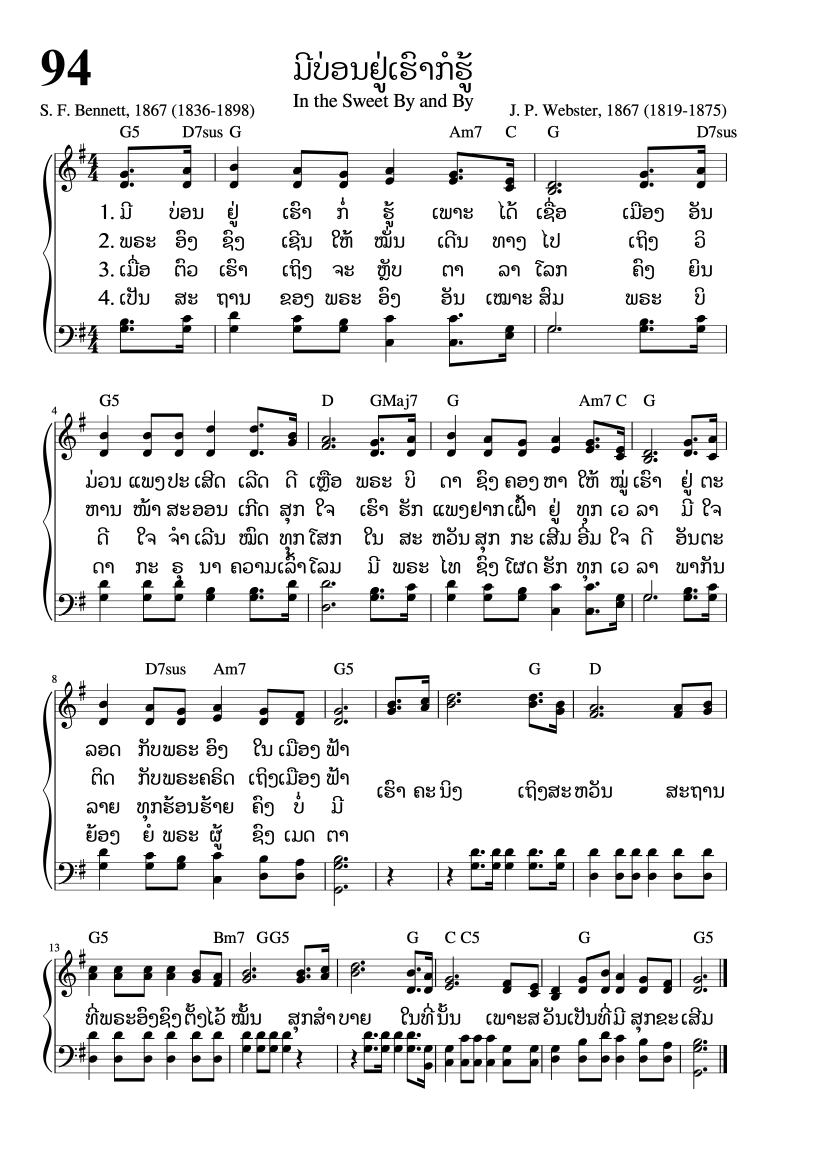 94
ມີບ່ອນຢູ່ເຮົາກໍຮູ້
In the Sweet By and By
S. F. Bennett, 1867 (1836-1898)
J. P. Webster, 1867 (1819-1875)
G5 D7sus G Am7 C G D7sus
1. ມີ ບ່ອນ ຢູ່ ເຮົາ ກໍ່ ຮູ້ ເພາະ ໄດ້ ເຊື່ອ ເມືອງ ອັນ
2. ພຣະ ອົງ ຊົງ ເຊີນ ໃຫ້ ໝັ່ນ ເດີນ ທາງ ໄປ ເຖິງ ວິ
3. ເມື່ອ ຕົວ ເຮົາ ເຖິງ ຈະ ຫຼັບ ຕາ ລາ ໂລກ ຄົງ ຍິນ
4. ເປັນ ສະ ຖານ ຂອງ ພຣະ ອົງ ອັນ ເໝາະ ສົມ ພຣະ ບິ
4
G5 D GMaj7 G Am7 C G
ມ່ວນ ແພງ ປະ ເສີດ ເລີດ ດີ ເຫຼືອ ພຣະ ບິ ດາ ຊົງ ຄອງ ຫາ ໃຫ້ ໝູ່ ເຮົາ ຢູ່ ຕະ
ຫານ ໜ້າ ສະ ອອນ ເກີດ ສຸກ ໃຈ ເຮົາ ຮັກ ແພງ ຢາກ ເຝົ້າ ຢູ່ ທຸກ ເວ ລາ ມີ ໃຈ
ດີ ໃຈ ຈຳ ເລີນ ໝົດ ທຸກ ໂສກ ໃນ ສະ ຫວັນ ສຸກ ກະ ເສີມ ອີ່ມ ໃຈ ດີ ອັນຕະ
ດາ ກະ ຣຸ ນາ ຄວາມ ເລົ້າ ໂລມ ມີ ພຣະ ໄທ ຊົງ ໂຜດ ຮັກ ທຸກ ເວ ລາ ພາກັນ
8
D7sus Am7 G5 G D
ລອດ ກັບພຣະ ອົງ ໃນ ເມືອງ ຟ້າ
ຕິດ ກັບພຣະຄຣິດ ເຖິງເມືອງ ຟ້າ
ລາຍ ທຸກຮ້ອນຮ້າຍ ຄົງ ບໍ່ ມີ
ຍ້ອງ ຍໍ ພຣະ ຜູ້ ຊົງ ເມດ ຕາ
ເຮົາ ຄະ ນິງ ເຖິງສະ ຫວັນ ສະຖານ
13
G5 Bm7 G G5 G C C5 G G5
ທີ່ພຣະອົງຊົງຕັ້ງໄວ້ ໝັ້ນ ສຸກສຳ ບາຍ ໃນທີ່ ນັ້ນ ເພາະສ ວັນເປັນທີ່ມີ ສຸກຂະ ເສີມ